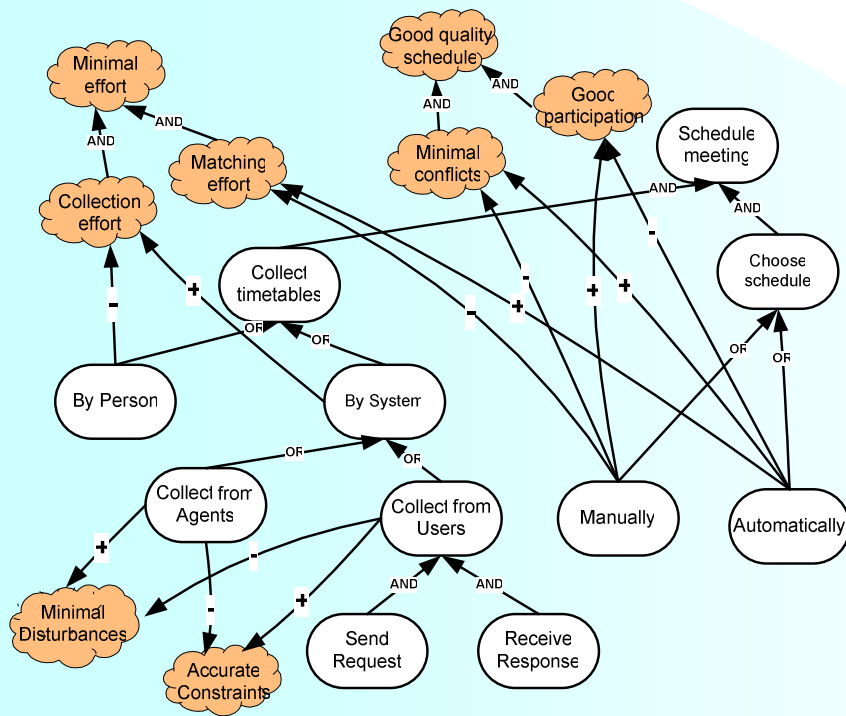 Good quality
schedule
Minimal
effort
AND
Good
participation
AND
AND
AND
Schedule
meeting
Matching
effort
Minimal
conflicts
AND
Collection
effort
AND
-
Collect
timetables
Choose
schedule
-
+
+
+
-
-
+
OR
OR
OR
OR
By Person
By System
OR
OR
Collect from
Agents
Collect from
Users
Manually
Automatically
+
-
AND
AND
-
+
Minimal
Disturbances
Send
Request
Receive
Response
Accurate
Constraints